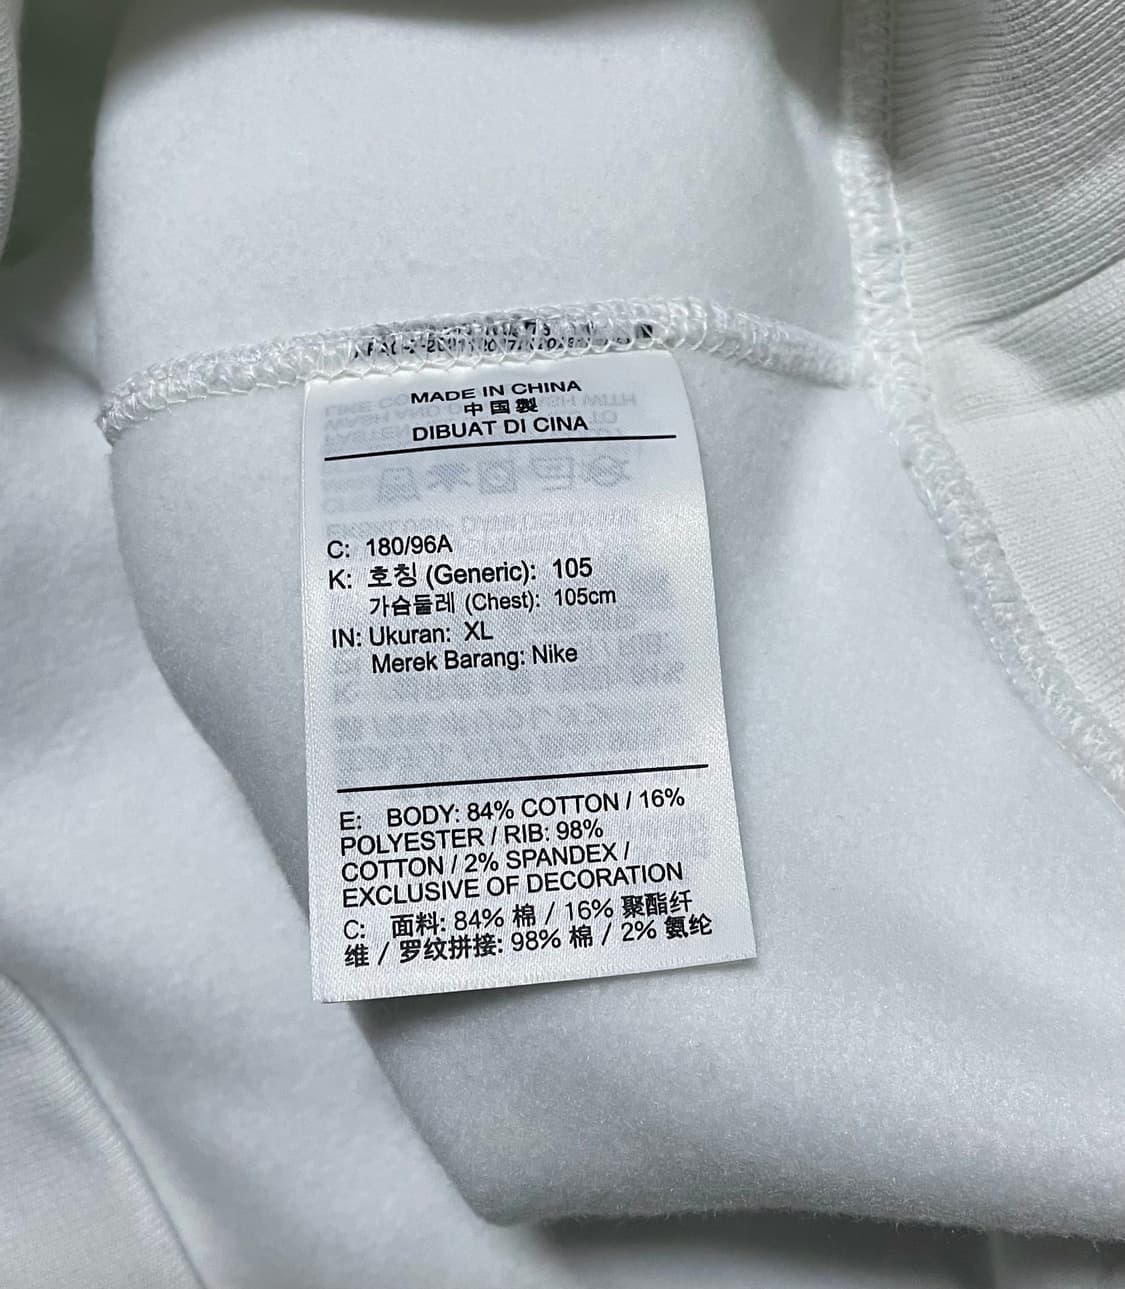 MADE IN CHINA
中国製
DIBUAT DI CINA
C: 180/96A
K: 호칭 (Generic): 105
가슴둘레 (Chest): 105cm
IN: Ukuran: XL
Merek Barang: Nike
E: BODY: 84% COTTON / 16%
POLYESTER / RIB: 98%
COTTON / 2% SPANDEX /
EXCLUSIVE OF DECORATION
C: 面料: 84% 棉 / 16% 聚酯纤
维 / 罗纹拼接: 98% 棉 / 2% 氨纶